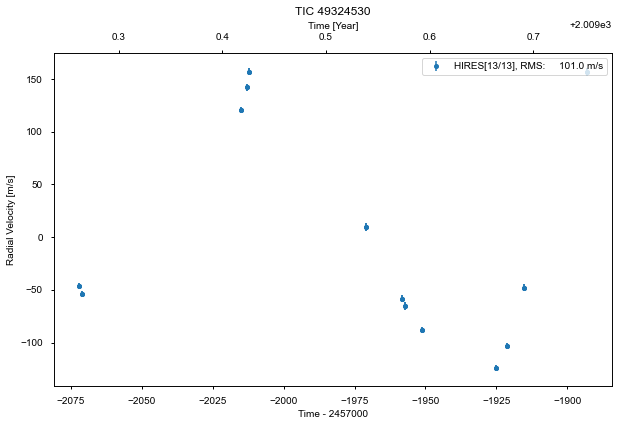 TIC 49324530
Time [Year]
+2.009e3
0.3 0.4 0.5 0.6 0.7
HIRES[13/13], RMS: 101.0 m/s
150
100
50
0
−50
−100
Radial Velocity [m/s]
−2075 −2050 −2025 −2000 −1975 −1950 −1925 −1900
Time - 2457000